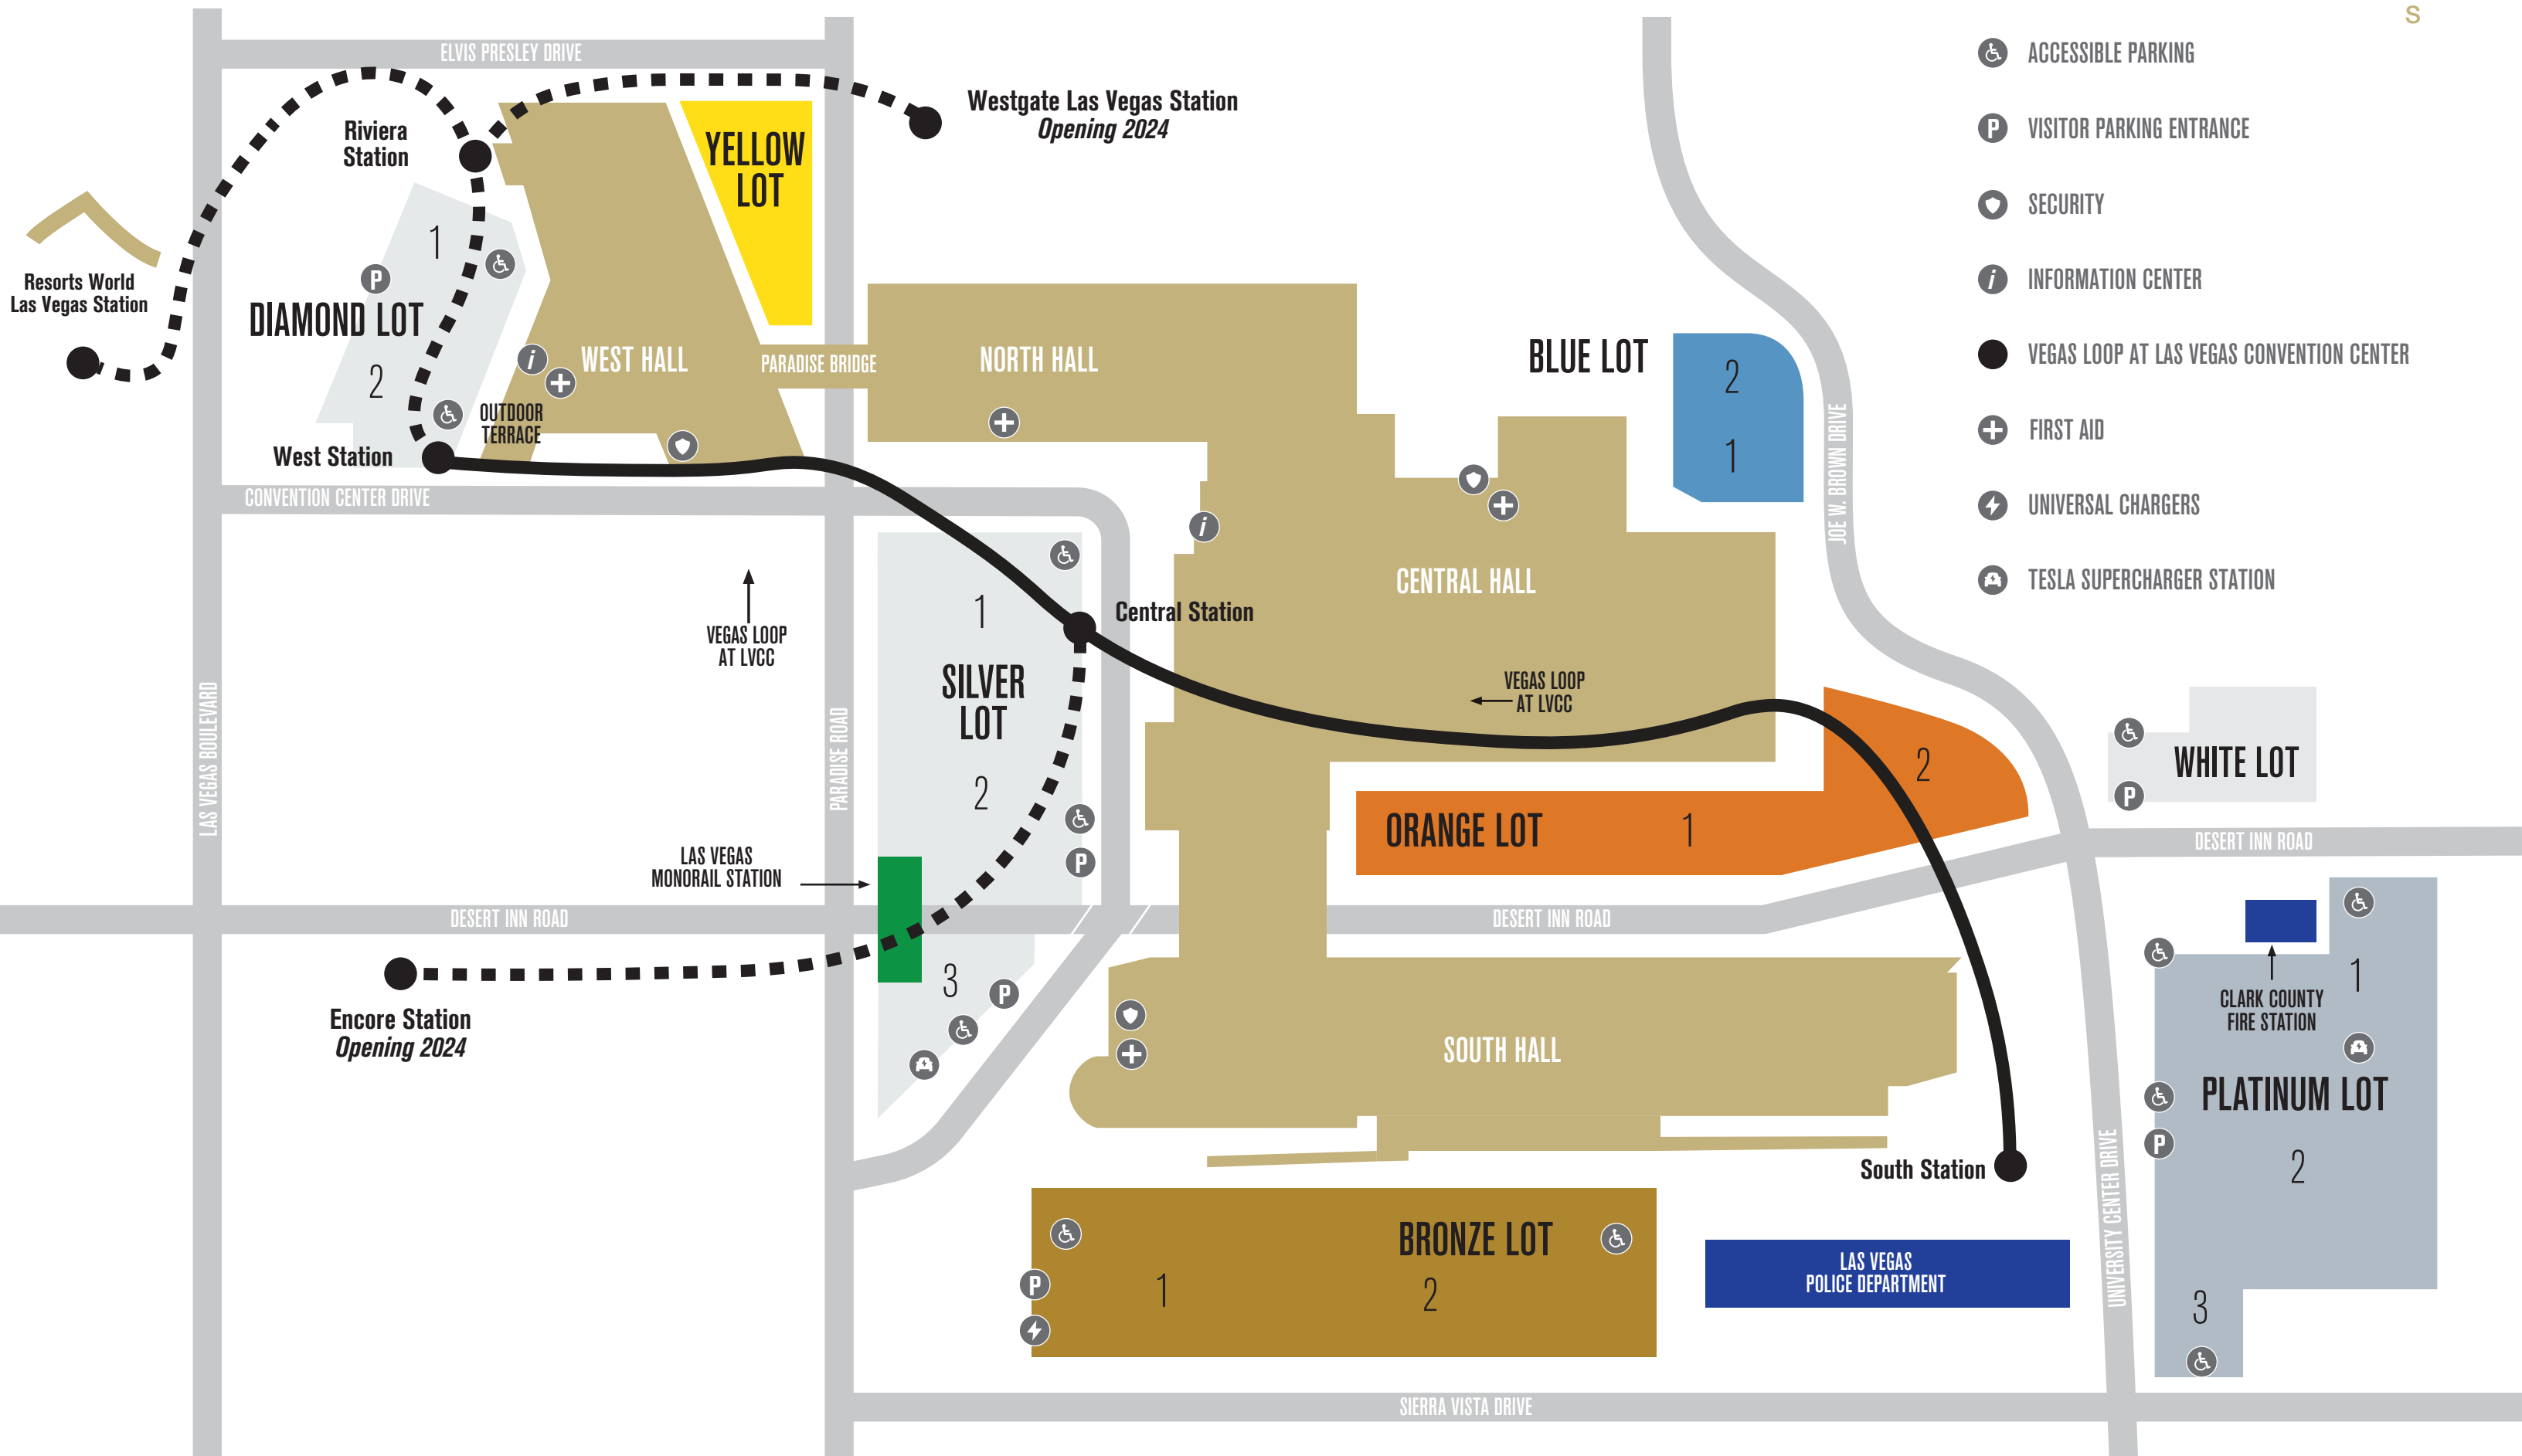 S
ELVIS PRESLEY DRIVE
Riviera
Station
Westgate Las Vegas Station
Opening 2024
YELLOW
LOT
Resorts World
Las Vegas Station
1
P
DIAMOND LOT
2
i
WEST HALL
OUTDOOR
TERRACE
West Station
PARADISE BRIDGE
NORTH HALL
CONVENTION CENTER DRIVE
BLUE LOT
2
1
JOE W. BROWN DRIVE
ACCESSIBLE PARKING
P VISITOR PARKING ENTRANCE
SECURITY
i INFORMATION CENTER
VEGAS LOOP AT LAS VEGAS CONVENTION CENTER
FIRST AID
UNIVERSAL CHARGERS
TESLA SUPERCHARGER STATION
i
CENTRAL HALL
Central Station
VEGAS LOOP
AT LVCC
1
SILVER
LOT
2
P
VEGAS LOOP
AT LVCC
LAS VEGAS BOULEVARD
PARADISE ROAD
2
ORANGE LOT
1
WHITE LOT
P
DESERT INN ROAD
LAS VEGAS
MONORAIL STATION
DESERT INN ROAD
DESERT INN ROAD
Encore Station
Opening 2024
3
P
SOUTH HALL
1
CLARK COUNTY
FIRE STATION
PLATINUM LOT
P
2
3
South Station
UNIVERSITY CENTER DRIVE
BRONZE LOT
P
1
2
LAS VEGAS
POLICE DEPARTMENT
SIERRA VISTA DRIVE